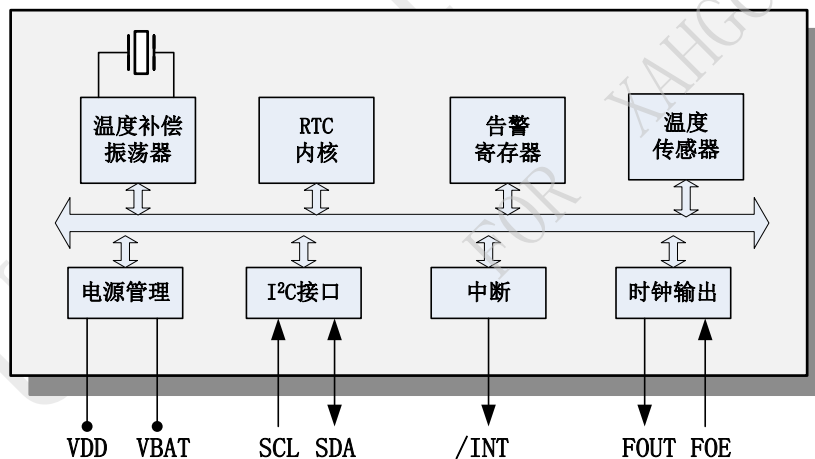 温度补偿
振荡器
RTC
内核
告警
寄存器
温度
传感器
电源管理
I²C接口
中断
时钟输出
VDD VBAT SCL SDA /INT FOUT FOE
FOR XAHGC